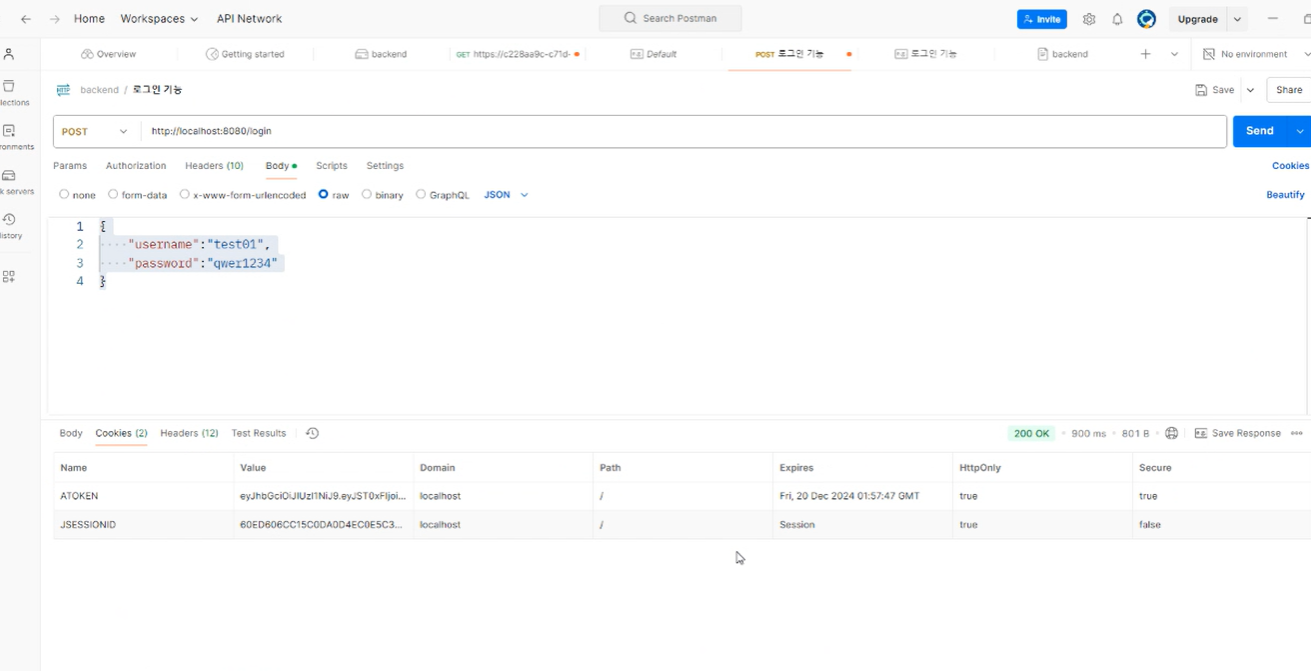 Home Workspaces API Network Search Postman Invite Upgrade
Overview Getting started backend GET https://c228aa9c-c71d- Default POST 로그인 기능 로그인 기능 backend No environment
backend / 로그인 기능 Save Share
POST http://localhost:8080/login Send
Params Authorization Headers (10) Body Scripts Settings Cookies
none form-data x-www-form-urlencoded raw binary GraphQL JSON Beautify
lections
ronments
k servers
istory
1 {
2 "username":"test01",
3 "password":"qwer1234"
4 }
Body Cookies (2) Headers (12) Test Results 200 OK 900 ms 801 B Save Response
Name Value Domain Path Expires HttpOnly Secure
ATOKEN localhost / Fri, 20 Dec 2024 01:57:47 GMT true true
JSESSIONID 60ED606CC15C0DA0D4EC0E5C3... localhost / Session true false